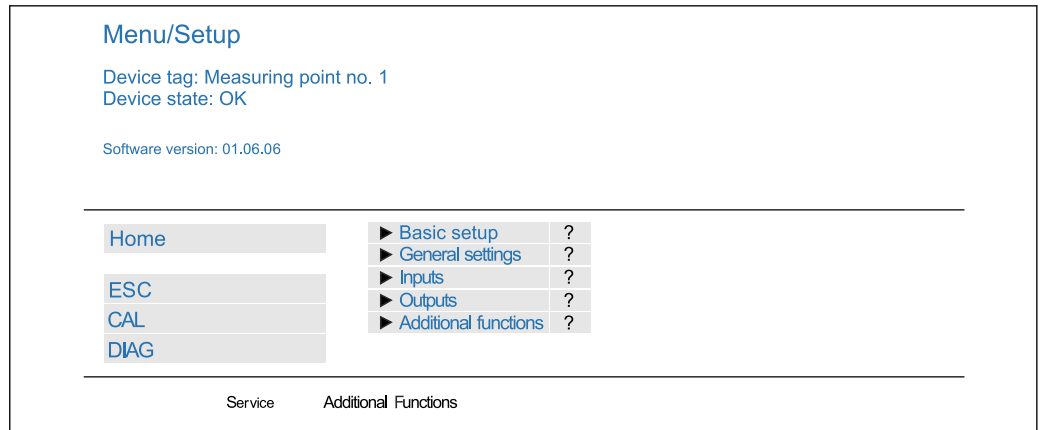 Menu/Setup
Device tag: Measuring point no. 1
Device state: OK
Software version: 01.06.06
Home
ESC
CAL
DIAG
► Basic setup ?
► General settings ?
► Inputs ?
► Outputs ?
► Additional functions ?
Service Additional Functions